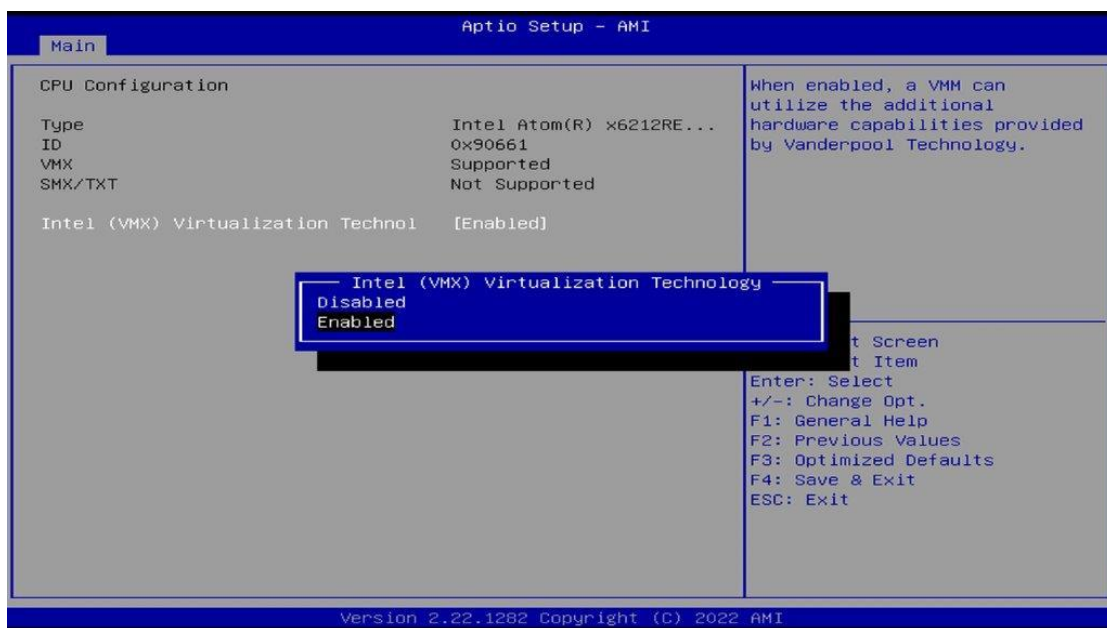 Aptio Setup – AMI
Main
CPU Configuration
Type Intel Atom(R) x6212RE...
ID 0x90661
VMX Supported
SMX/TXT Not Supported
Intel (VMX) Virtualization Technol [Enabled]
When enabled, a VMM can
utilize the additional
hardware capabilities provided
by Vanderpool Technology.
Intel (VMX) Virtualization Technology
Disabled
Enabled
t Screen
t Item
Enter: Select
+/-: Change Opt.
F1: General Help
F2: Previous Values
F3: Optimized Defaults
F4: Save & Exit
ESC: Exit
Version 2.22.1282 Copyright (C) 2022 AMI